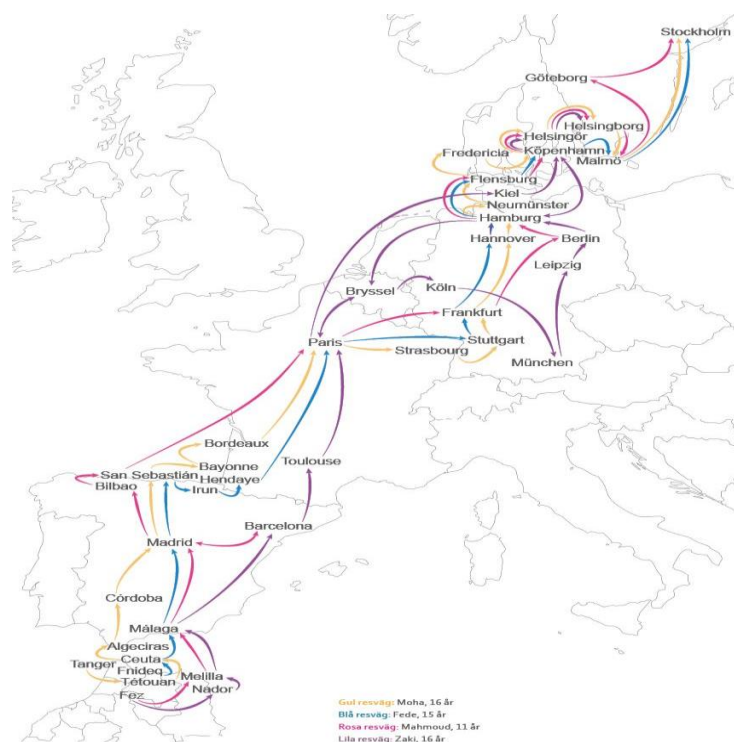 Stockholm
Göteborg
Helsingborg
Helsingör
Fredericia
Köpenhamn
Malmö
Flensburg
Kiel
Neumünster
Hamburg
Hannover
Berlin
Leipzig
Bryssel
Köln
Frankfurt
Paris
Stuttgart
Strasbourg
München
Bordeaux
Bayonne
Toulouse
San Sebastián
Hendaye
Bilbao
Irun
Barcelona
Madrid
Córdoba
Málaga
Algeciras
Ceuta
Tanger
Fnideq
Melilla
Tétouan
Nador
Fez
Gul resväg: Moha, 16 år
Blå resväg: Fede, 15 år
Rosa resväg: Mahmoud, 11 år
Lila resväg: Zaki, 16 år